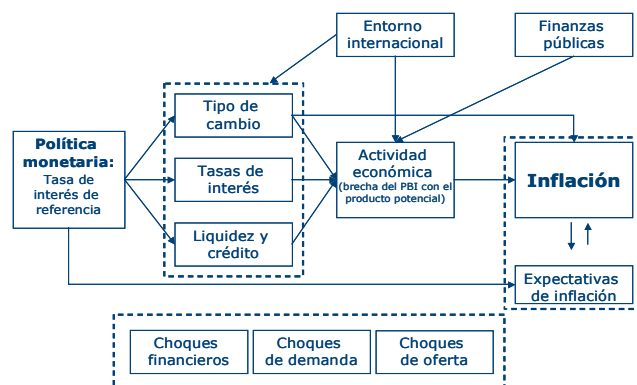 Entorno
internacional
Finanzas
públicas
Política
monetaria:
Tasa de
interés de
referencia
Tipo de
cambio
Tasas de
interés
Liquidez y
crédito
Actividad
económica
(brecha del PBI con el
producto potencial)
Inflación
Expectativas
de inflación
Choques
financieros
Choques
de demanda
Choques
de oferta